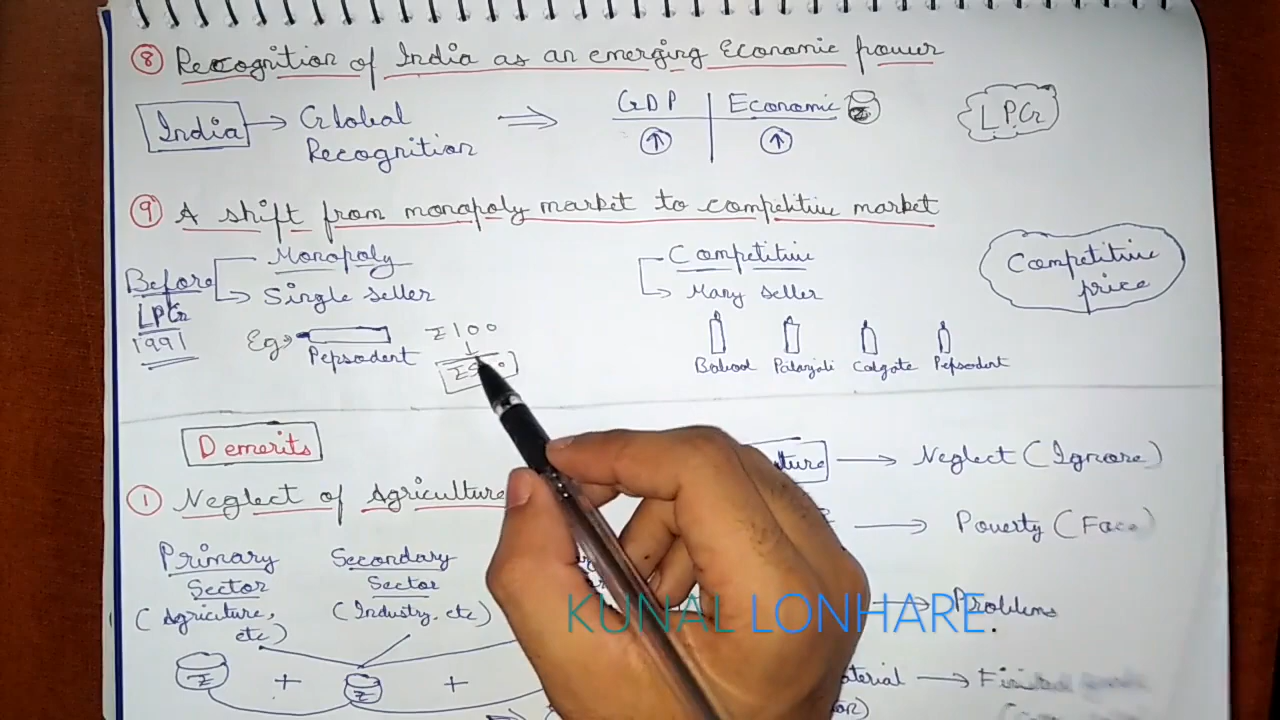 8 Recognition of India as an emerging Economic power
India → Global Recognition ⇒ GDP ↑ | Economic ↑
LPG
9 A shift from monopoly market to competitive market
Before LPG 1991
Monopoly
Single seller
Eg → Pepsodent
₹100
Competitive
Many seller
Babool Patanjali Colgate Pepsodent
Competitive price
Demerits
1 Neglect of Agriculture
→ Neglect (Ignore)
→ Poverty (Face)
→ Problems
Primary Sector
(Agriculture, etc)
Secondary Sector
(Industry, etc)
+ +
KUNAL LONHARE